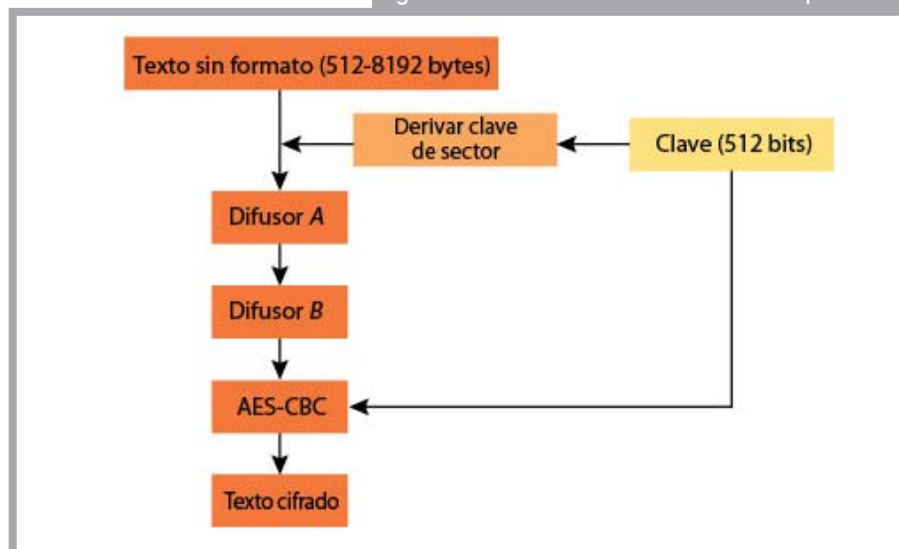 Texto sin formato (512-8192 bytes)
Derivar clave
de sector
Clave (512 bits)
Difusor A
Difusor B
AES-CBC
Texto cifrado